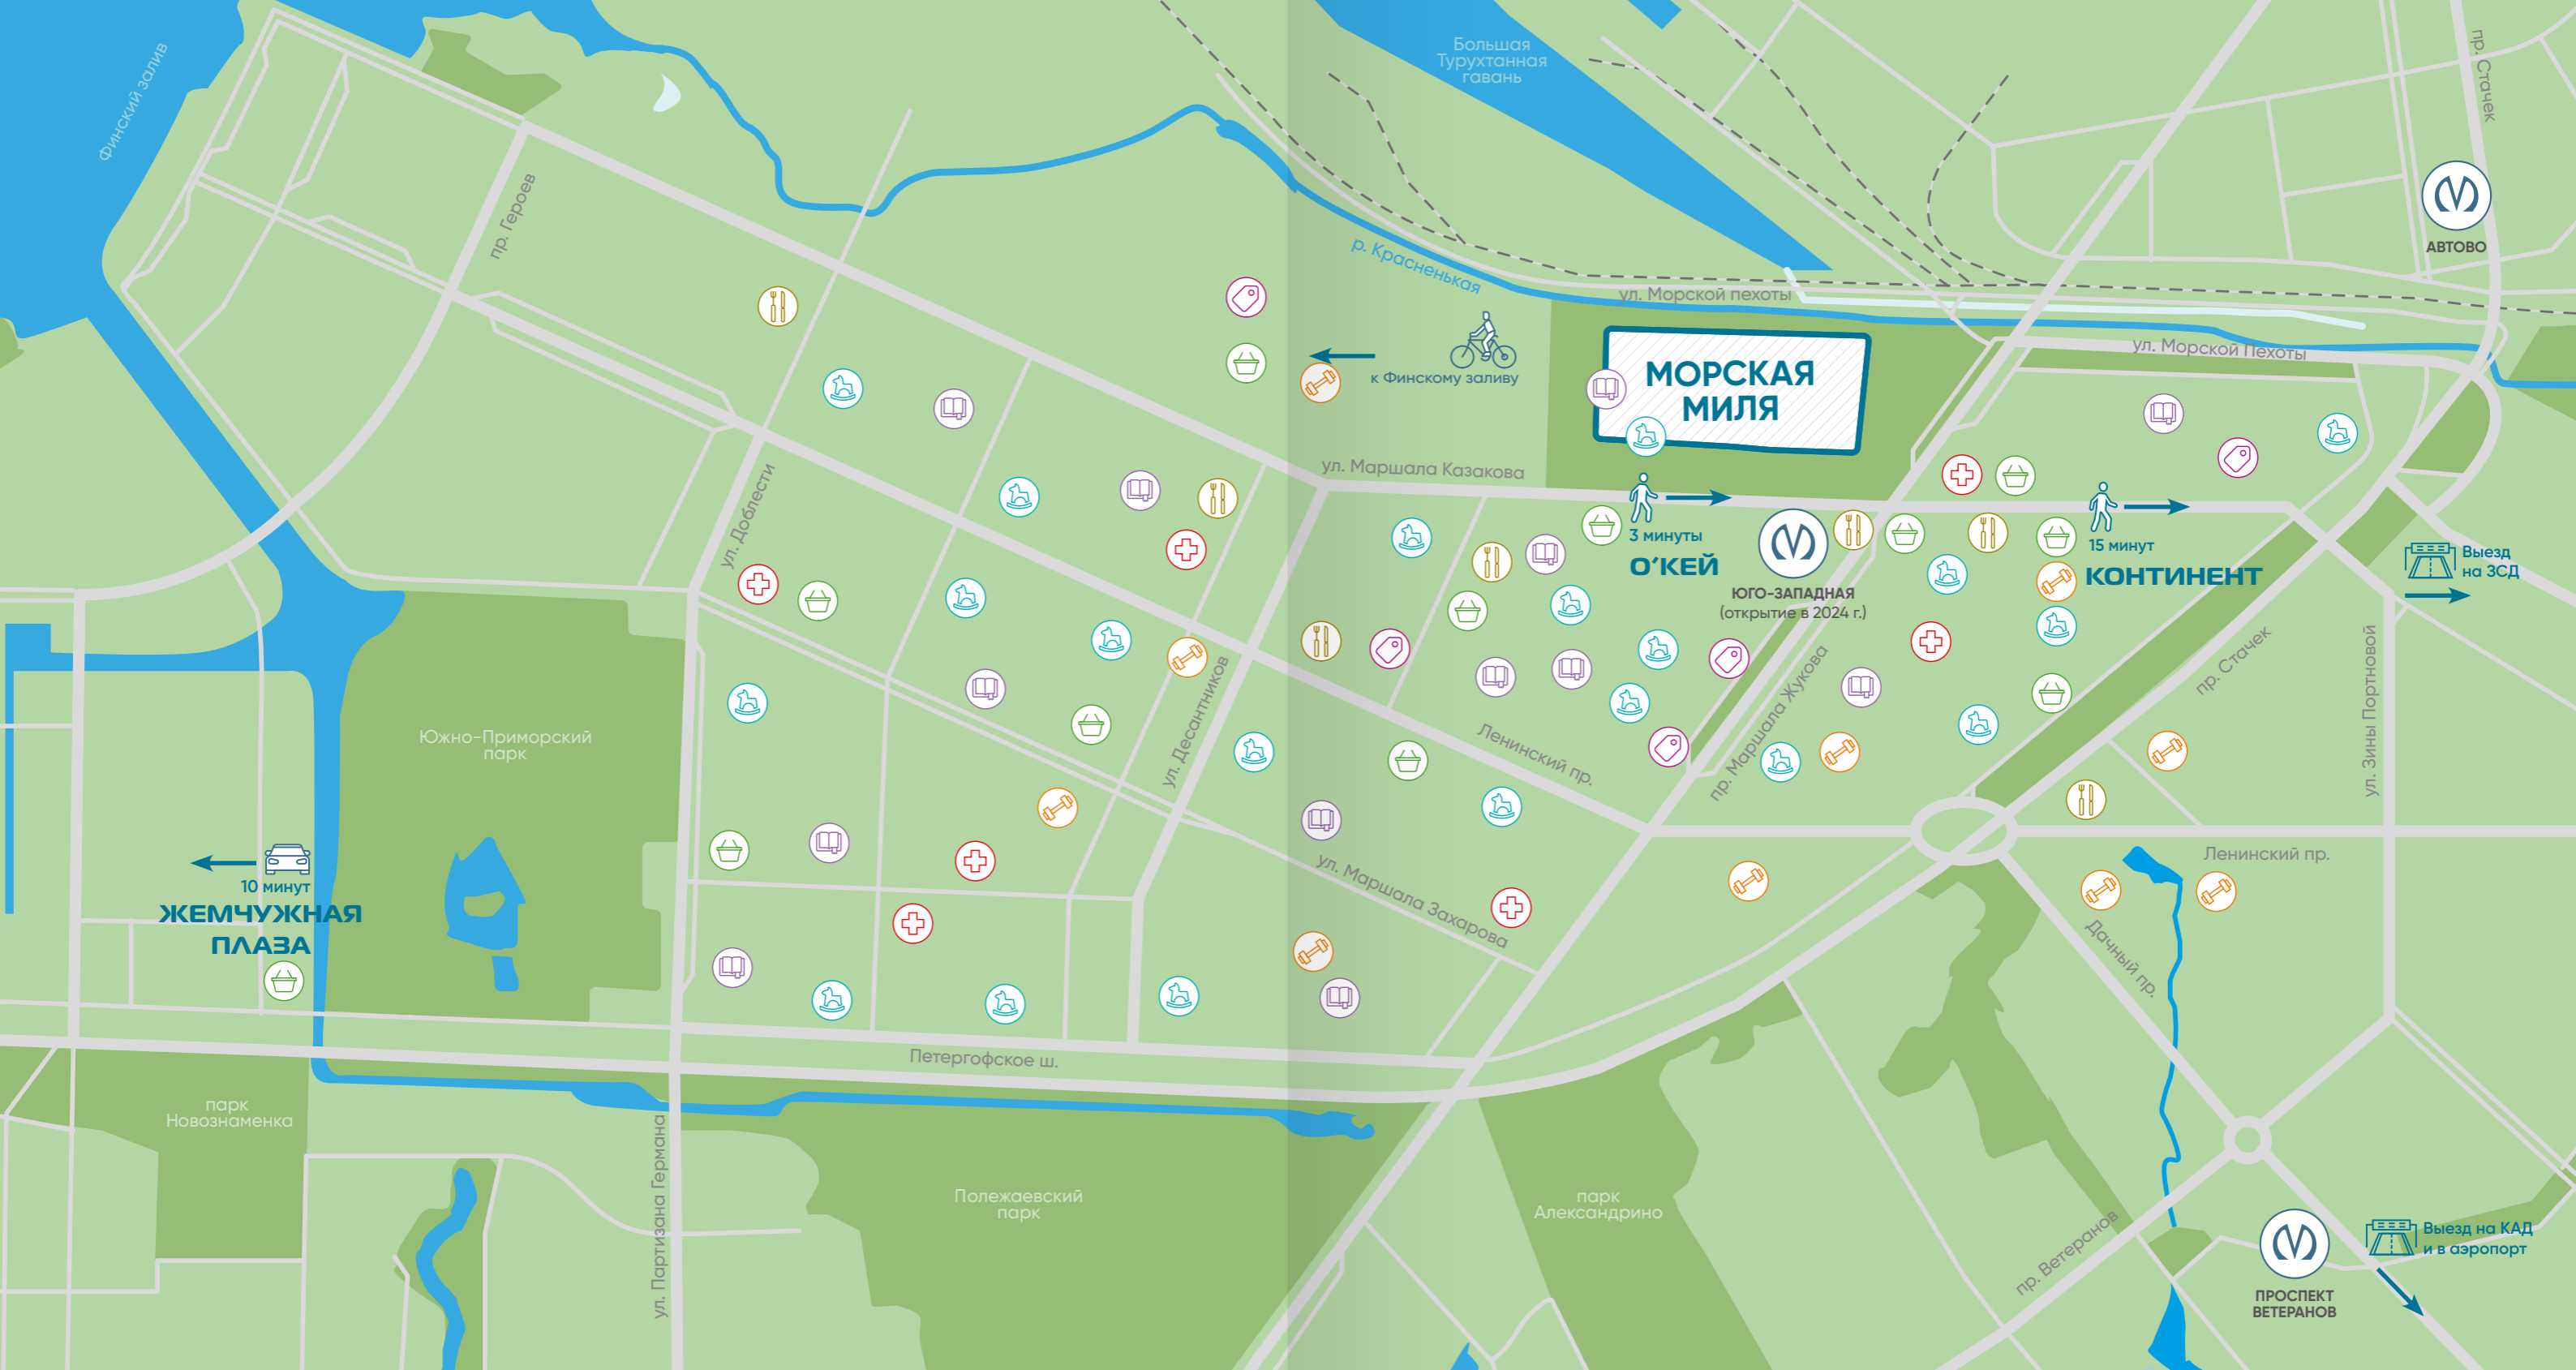 Финский залив
Большая
Турухтанная
гавань
пр. Стачек
пр. Героев
АВТОВО
р. Красненькая
ул. Морской пехоты
ул. Морской Пехоты
к Финскому заливу
МОРСКАЯ
МИЛЯ
ул. Маршала Казакова
ул. Доблести
3 минуты
О'КЕЙ
15 минут
КОНТИНЕНТ
Выезд
на ЗСД
ЮГО-ЗАПАДНАЯ
(открытие в 2024 г.)
ул. Десантников
Ленинский пр.
пр. Маршала Жукова
пр. Стачек
ул. Зины Портновой
Южно-Приморский
парк
10 минут
ЖЕМЧУЖНАЯ
ПЛАЗА
ул. Маршала Захарова
Ленинский пр.
Дачный пр.
Петергофское ш.
парк
Новознаменка
ул. Партизана Германа
Полежаевский
парк
парк
Александрино
пр. Ветеранов
Выезд на КАД
и в аэропорт
ПРОСПЕКТ
ВЕТЕРАНОВ